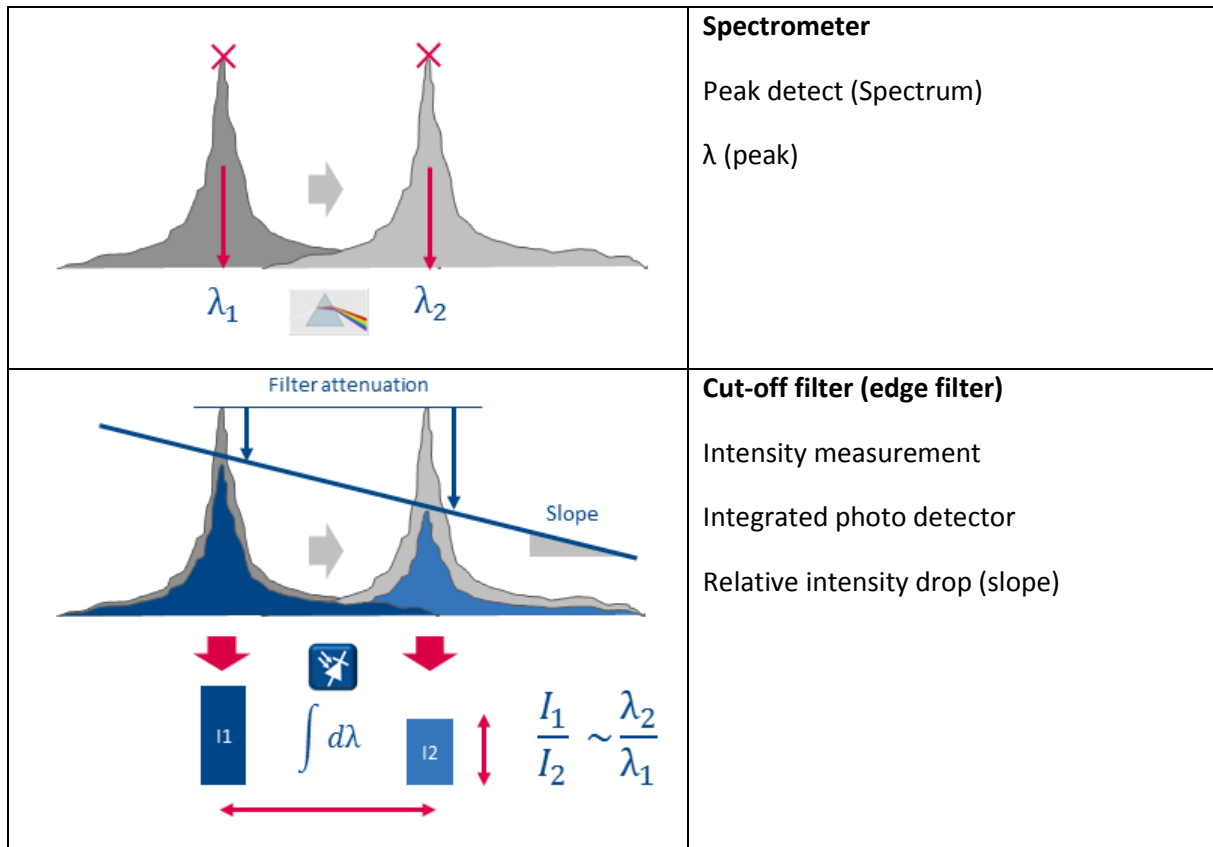 Spectrometer
Peak detect (Spectrum)
λ (peak)
λ₁
λ₂
Filter attenuation
Slope
I1
∫ dλ
I2
I₁/I₂ ~ λ₂/λ₁
Cut-off filter (edge filter)
Intensity measurement
Integrated photo detector
Relative intensity drop (slope)